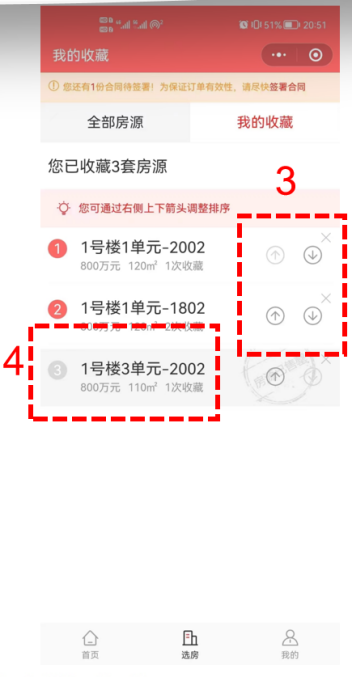 51% 20:51
我的收藏
您还有1份合同待签署！为保证订单有效性，请尽快签署合同
全部房源 我的收藏
您已收藏3套房源
3
您可通过右侧上下箭头调整排序
1 1号楼1单元-2002
800万元 120㎡ 1次收藏
2 1号楼1单元-1802
4
3 1号楼3单元-2002
800万元 110㎡ 1次收藏
首页 选房 我的